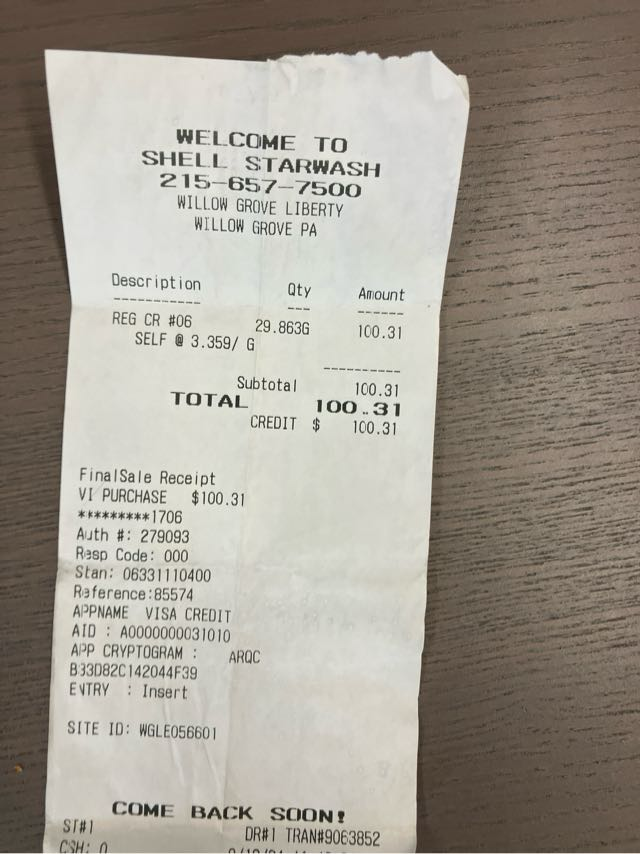 WELCOME TO
SHELL STARWASH
215-657-7500
WILLOW GROVE LIBERTY
WILLOW GROVE PA
Description Qty Amount
----------- --- ------
REG CR #06 29.863G 100.31
SELF @ 3.359/ G
----------
Subtotal 100.31
TOTAL 100.31
CREDIT $ 100.31
FinalSale Receipt
VI PURCHASE $100.31
*********1706
Auth #: 279093
Resp Code: 000
Stan: 06331110400
Reference:85574
APPNAME VISA CREDIT
AID : A0000000031010
APP CRYPTOGRAM : ARQC
B33D82C142044F39
ENTRY : Insert
SITE ID: WGLE056601
COME BACK SOON!
ST#1 DR#1 TRAN#9063852
CSH: 0